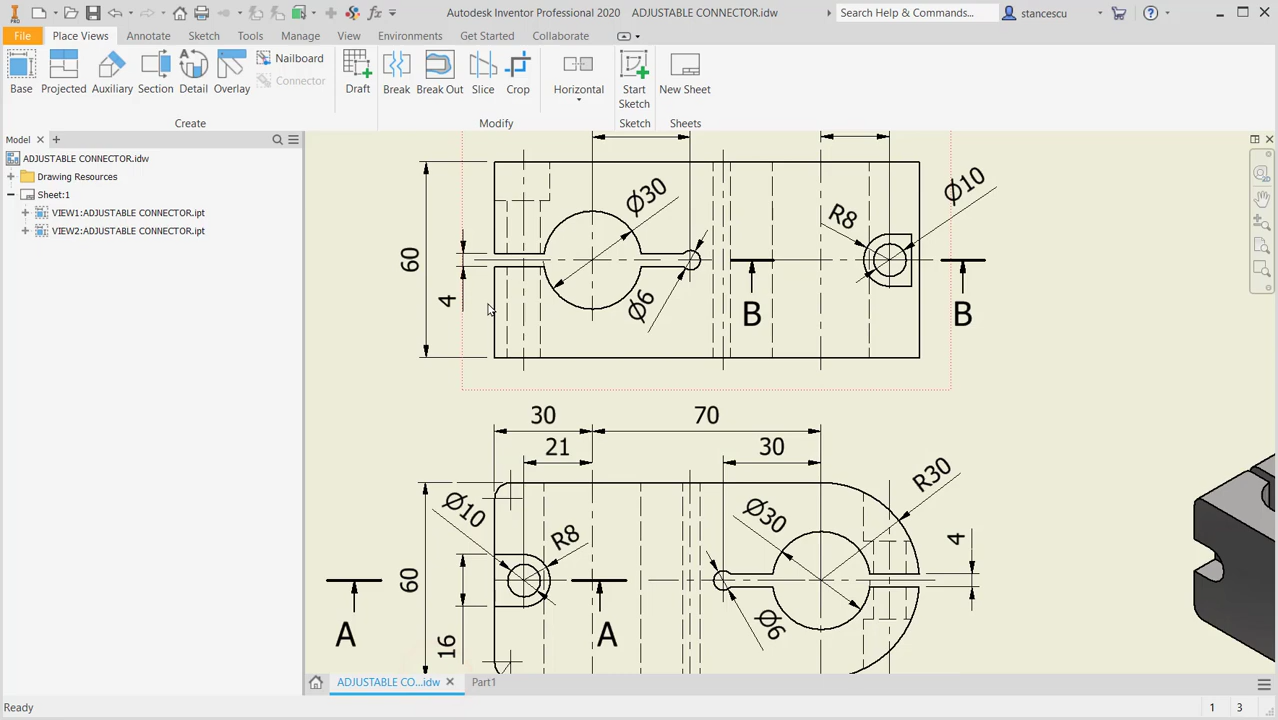 Autodesk Inventor Professional 2020 ADJUSTABLE CONNECTOR.idw
Search Help & Commands...
stancescu
File Place Views Annotate Sketch Tools Manage View Environments Get Started Collaborate
Base
Projected
Auxiliary
Section
Detail
Overlay
Nailboard
Connector
Draft
Break
Break Out
Slice
Crop
Horizontal
Start Sketch
New Sheet
Create
Modify
Sketch
Sheets
Model
ADJUSTABLE CONNECTOR.idw
Drawing Resources
Sheet:1
VIEW1:ADJUSTABLE CONNECTOR.ipt
VIEW2:ADJUSTABLE CONNECTOR.ipt
Ø30
R8
Ø10
60
4
Ø6
B
B
30
70
21
30
R30
Ø10
R8
Ø30
4
60
Ø6
16
A
A
ADJUSTABLE CO...idw
Part1
Ready
1 3